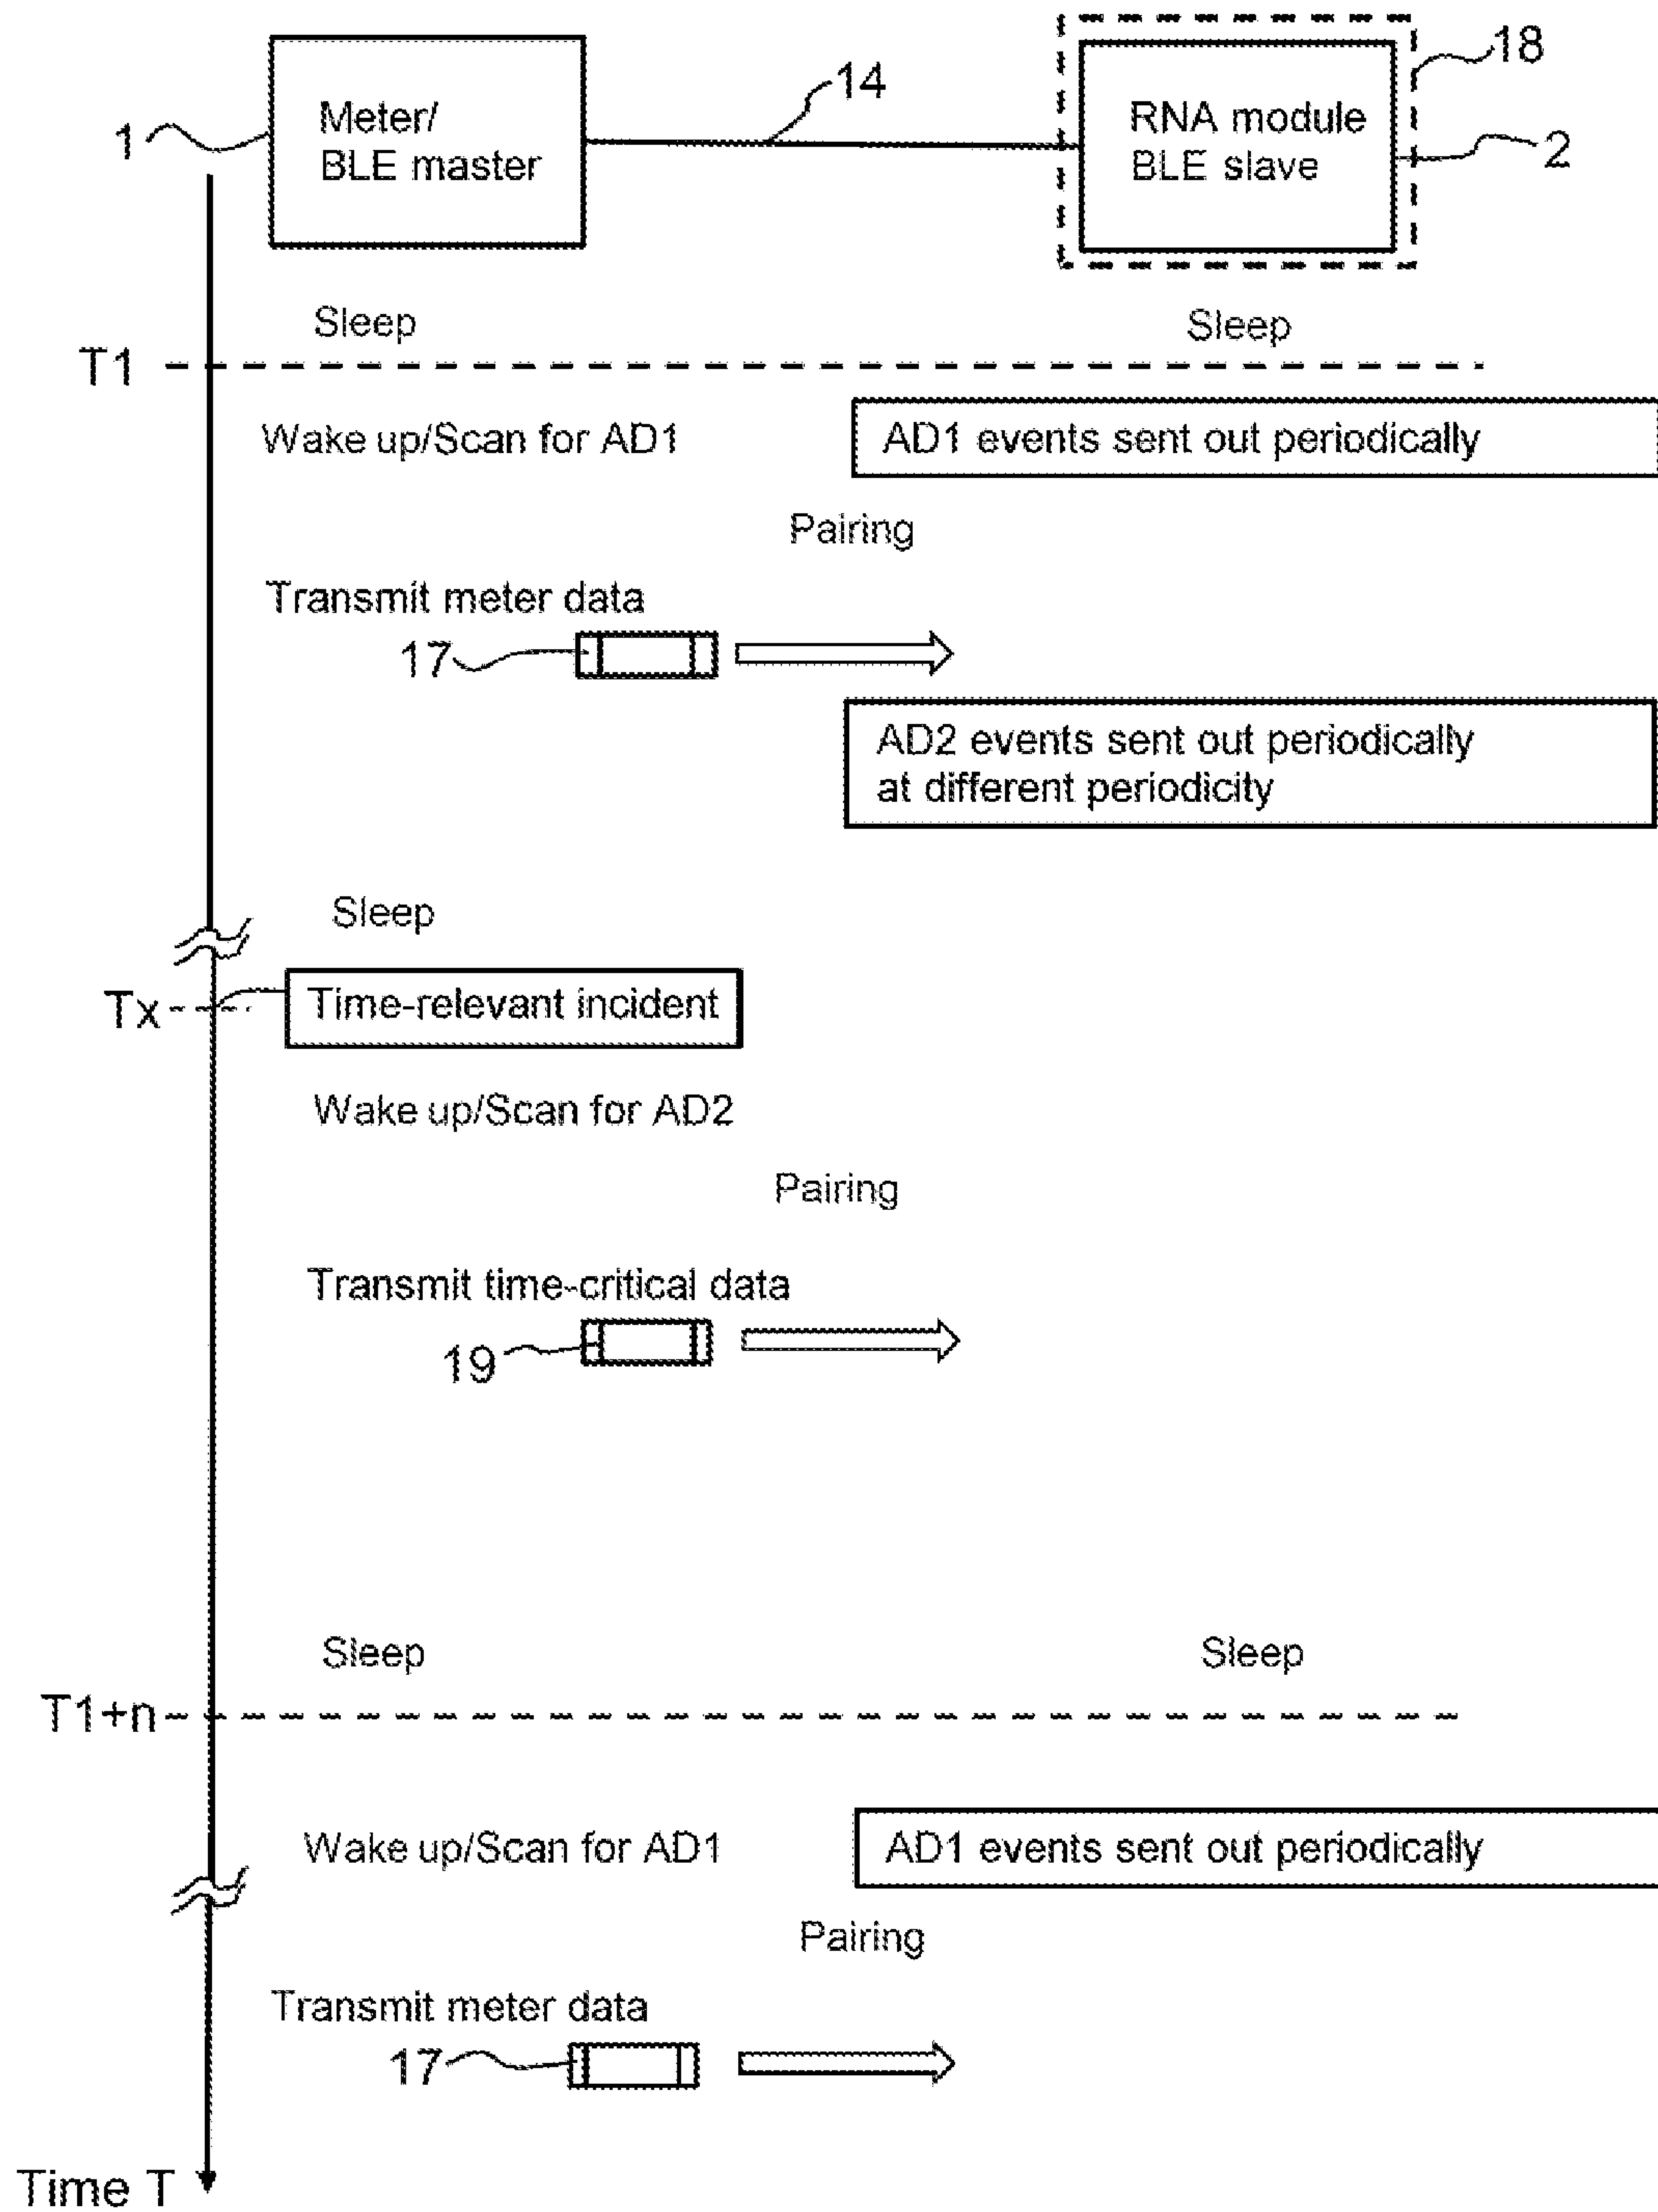 18
14
Meter/
BLE master
RNA module
BLE slave
1
2
Sleep
Sleep
T1
Wake up/Scan for AD1
AD1 events sent out periodically
Pairing
Transmit meter data
17
AD2 events sent out periodically
at different periodicity
Sleep
Tx
Time-relevant incident
Wake up/Scan for AD2
Pairing
Transmit time-critical data
19
Sleep
Sleep
T1+n
Wake up/Scan for AD1
AD1 events sent out periodically
Pairing
Transmit meter data
17
Time T